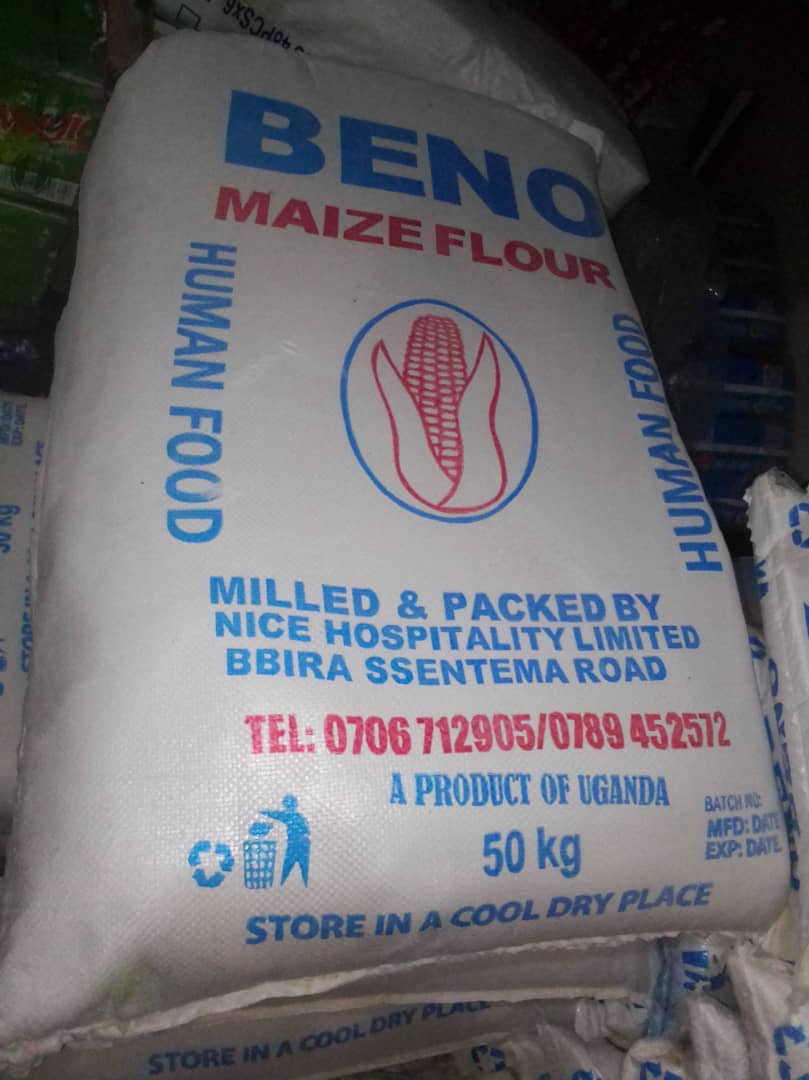 BENO
MAIZE FLOUR
HUMAN FOOD
HUMAN FOOD
MILLED & PACKED BY
NICE HOSPITALITY LIMITED
BBIRA SSENTEMA ROAD
TEL: 0706 712905/0789 452572
A PRODUCT OF UGANDA
BATCH NO:
MFD: DATE
EXP: DATE.
50 kg
STORE IN A COOL DRY PLACE
STORE IN A COOL DRY PLACE